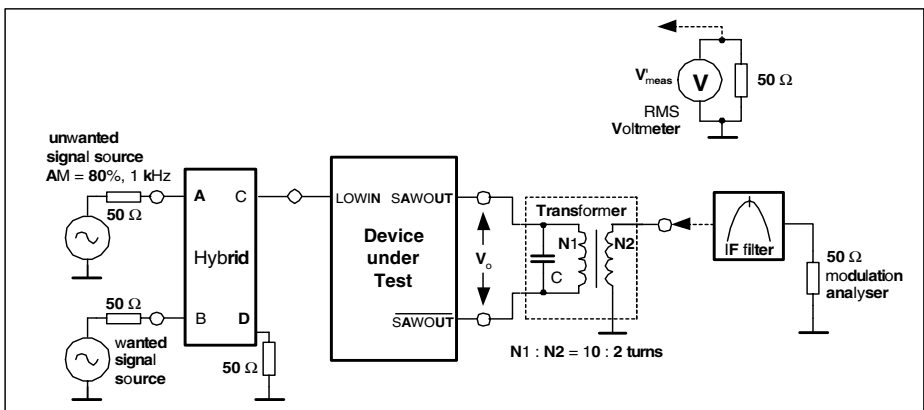 V'meas
V
50 Ω
RMS
Voltmeter
unwanted
signal source
AM = 80%, 1 kHz
50 Ω
A
C
LOWIN
SAWOUT
Device
under
Test
Hybrid
Vo
Transformer
N1
N2
C
IF filter
50 Ω
modulation
analyser
50 Ω
B
D
SAWOUT
wanted
signal
source
50 Ω
N1 : N2 = 10 : 2 turns